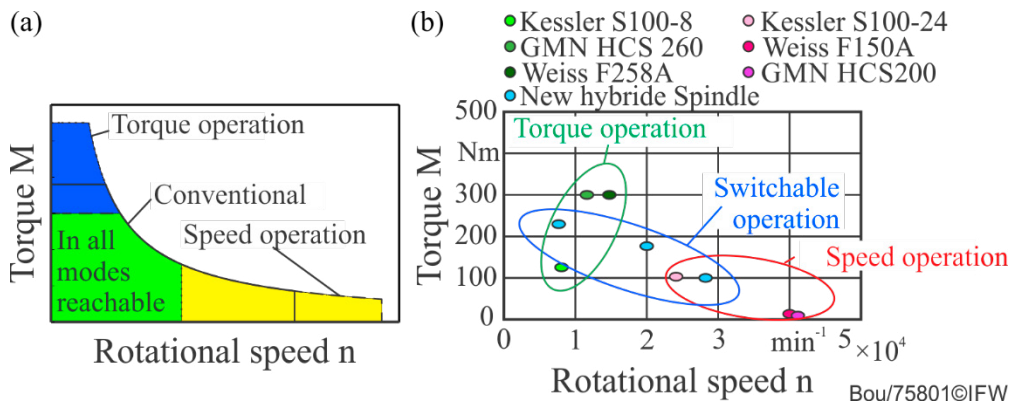 (a)
Torque operation
Conventional
Speed operation
In all
modes
reachable
Torque M
Rotational speed n
(b)
Kessler S100-8
Kessler S100-24
GMN HCS 260
Weiss F150A
Weiss F258A
GMN HCS200
New hybride Spindle
500
Nm
300
200
100
0
Torque operation
Switchable
operation
Speed operation
0
1
2
3
min⁻¹
5
×10⁴
Torque M
Rotational speed n
Bou/75801©IFW